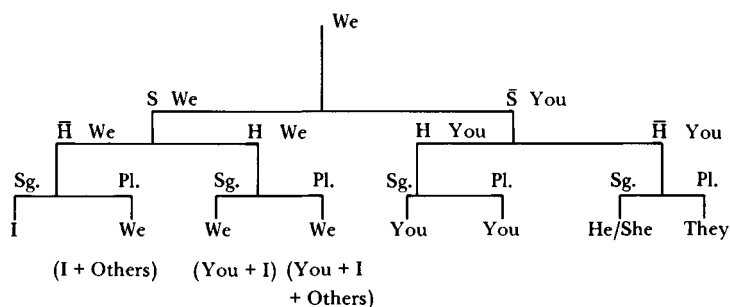 We
S We S̄ You
H̄ We H We H You H̄ You
Sg. Pl. Sg. Pl. Sg. Pl. Sg. Pl.
I We We We You You He/She They
(I + Others) (You + I) (You + I
+ Others)